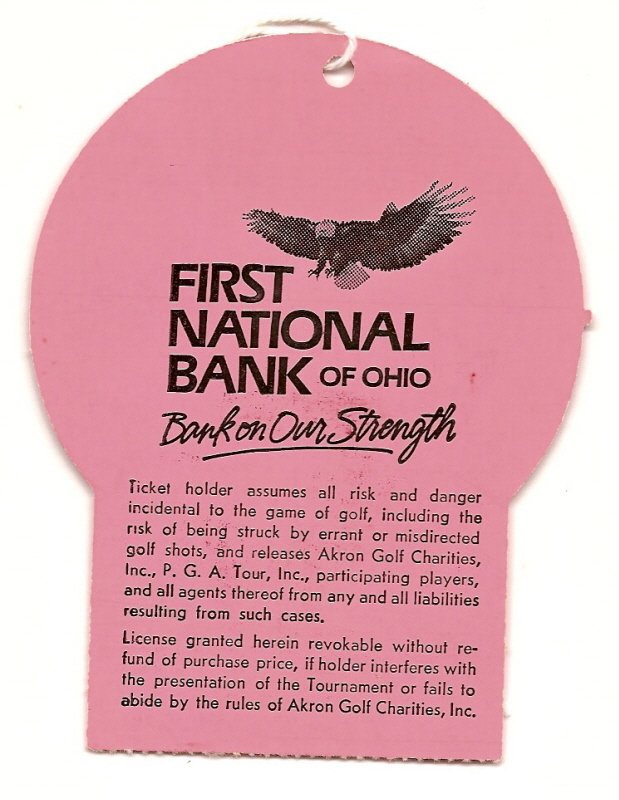 FIRST
NATIONAL
BANK OF OHIO
Bank on Our Strength
Ticket holder assumes all risk and danger
incidental to the game of golf, including the
risk of being struck by errant or misdirected
golf shots, and releases Akron Golf Charities,
Inc., P. G. A. Tour, Inc., participating players,
and all agents thereof from any and all liabilities
resulting from such cases.
License granted herein revokable without re-
fund of purchase price, if holder interferes with
the presentation of the Tournament or fails to
abide by the rules of Akron Golf Charities, Inc.